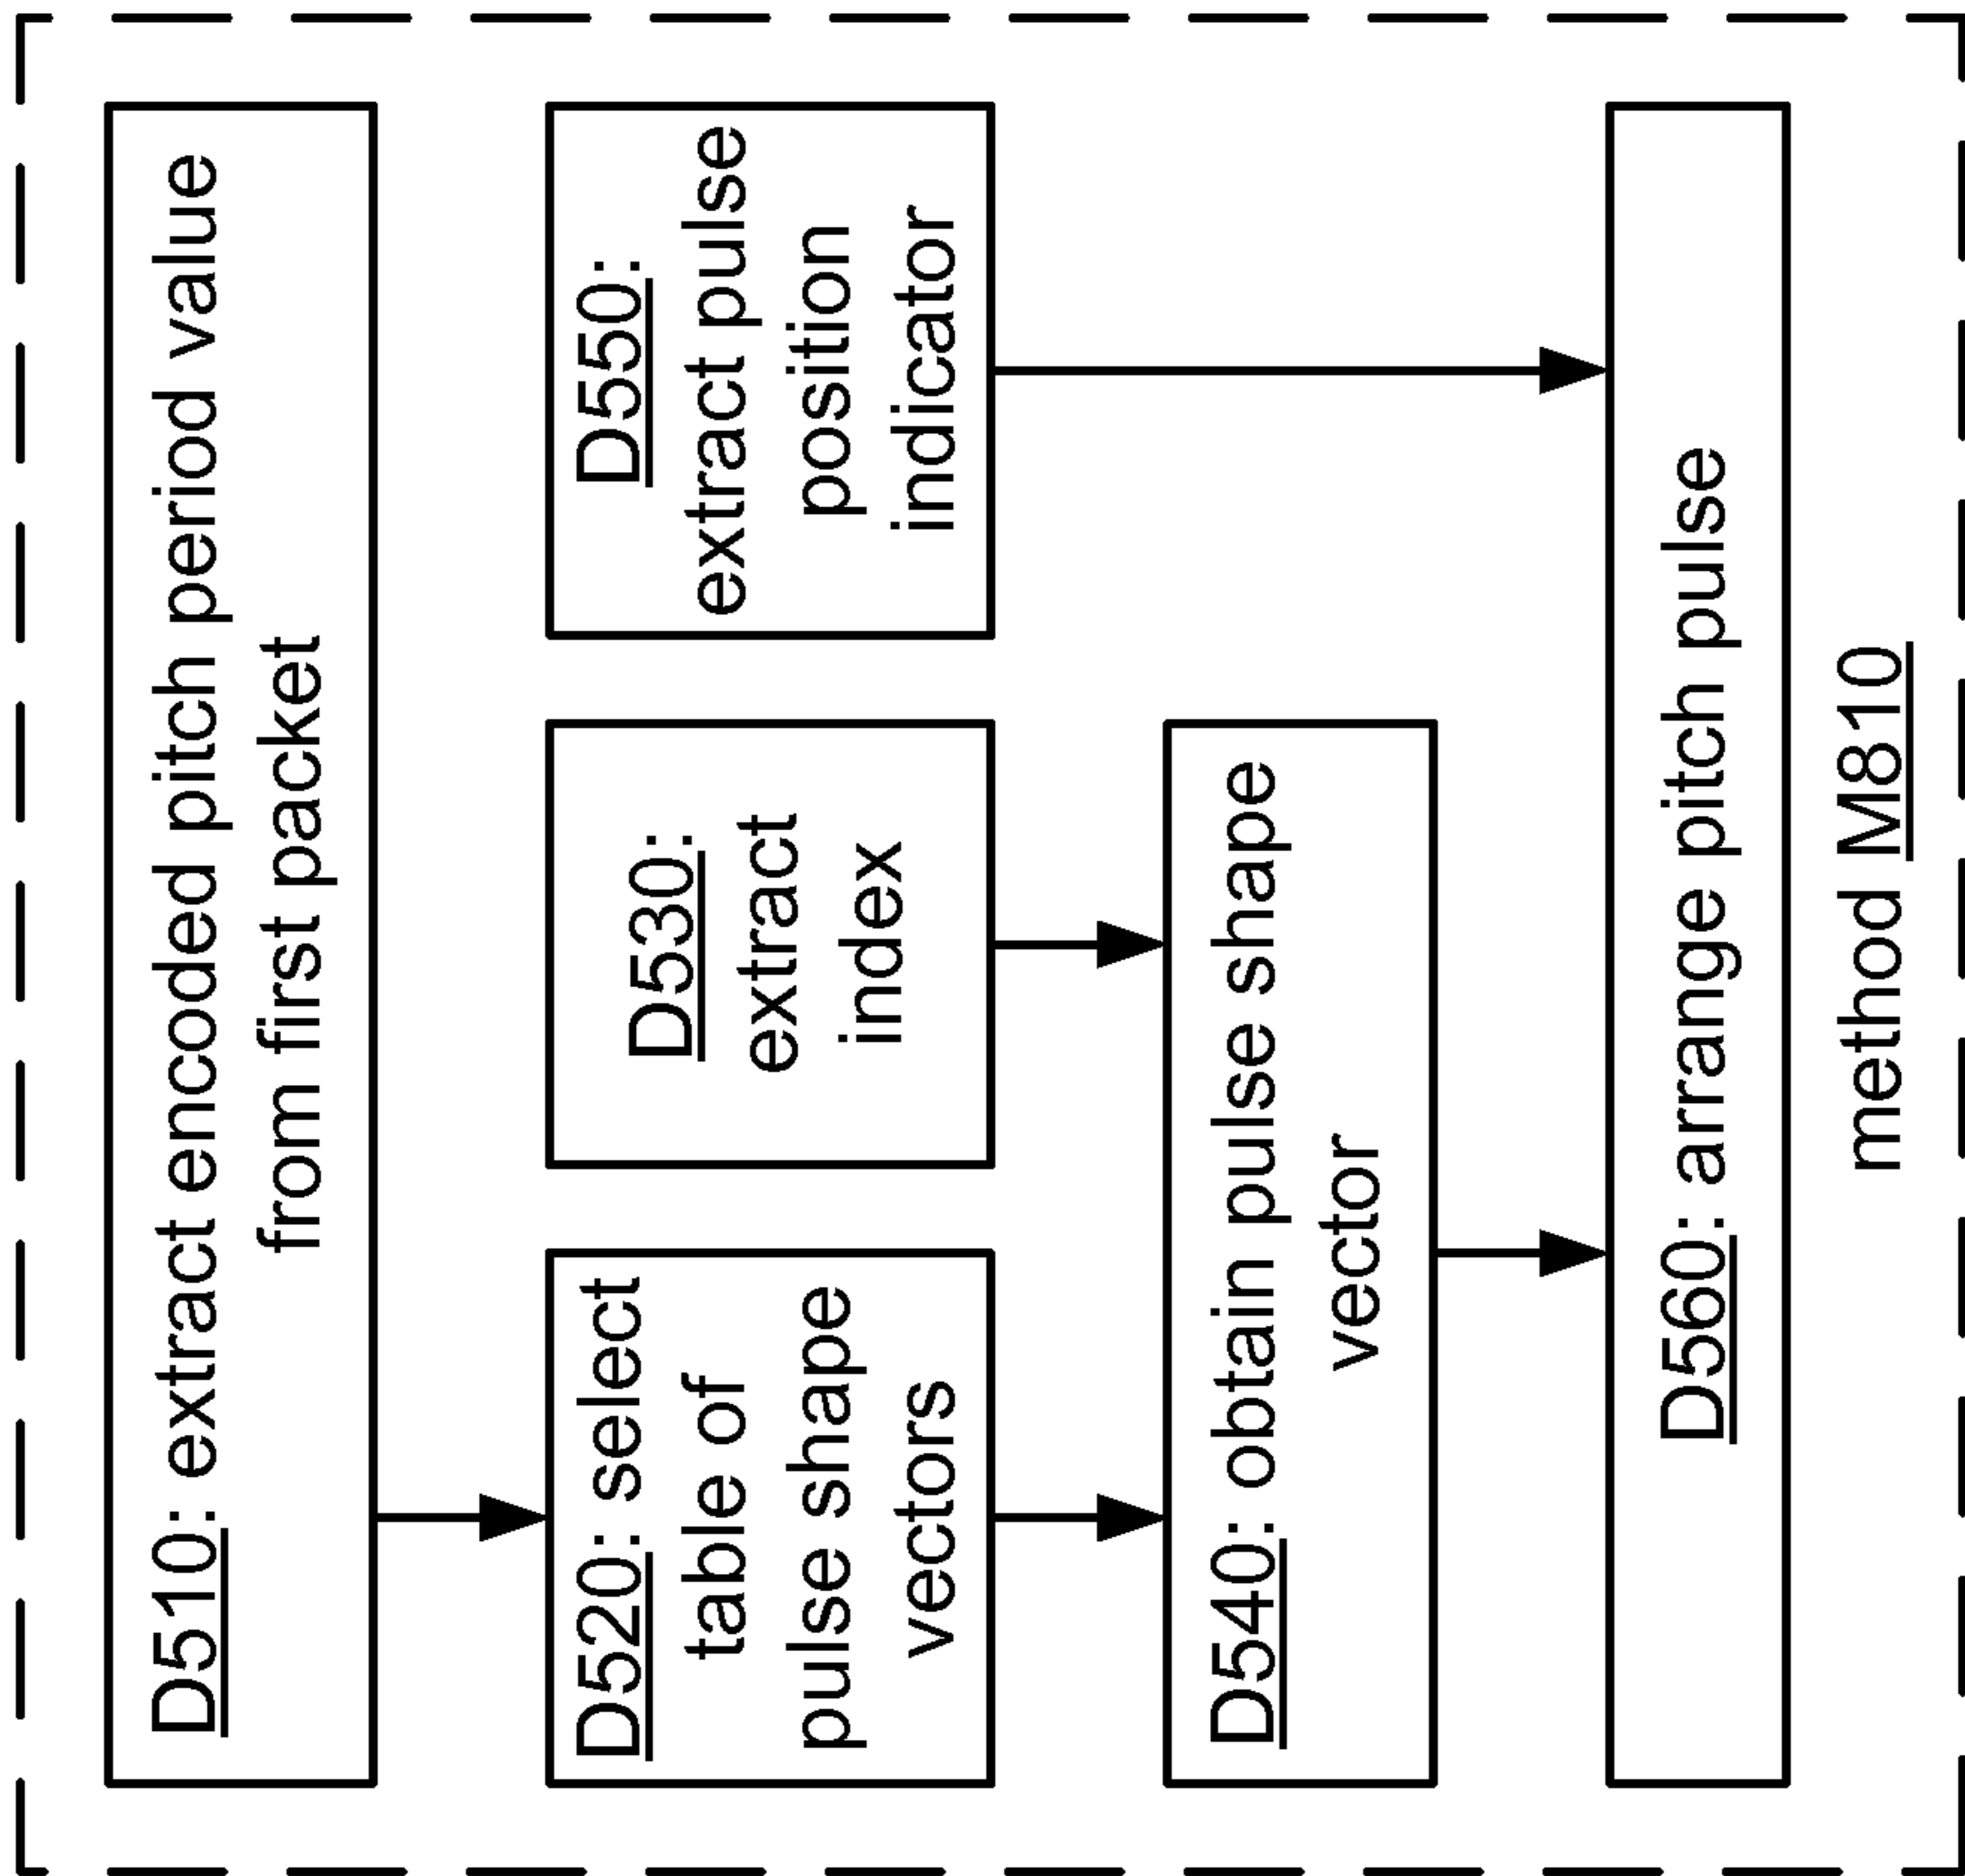 D510: extract encoded pitch period value
from first packet
D520: select
table of
pulse shape
vectors
D530:
extract
index
D550:
extract pulse
position
indicator
D540: obtain pulse shape
vector
D560: arrange pitch pulse
method M810